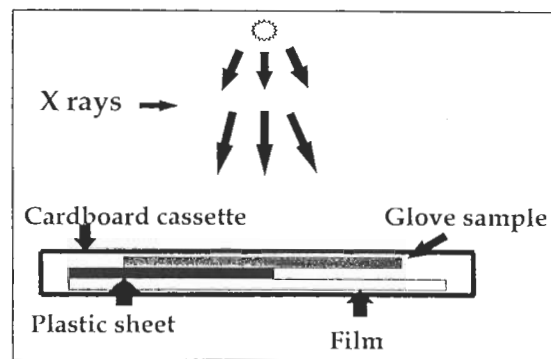 X rays
Cardboard cassette
Glove sample
Plastic sheet
Film